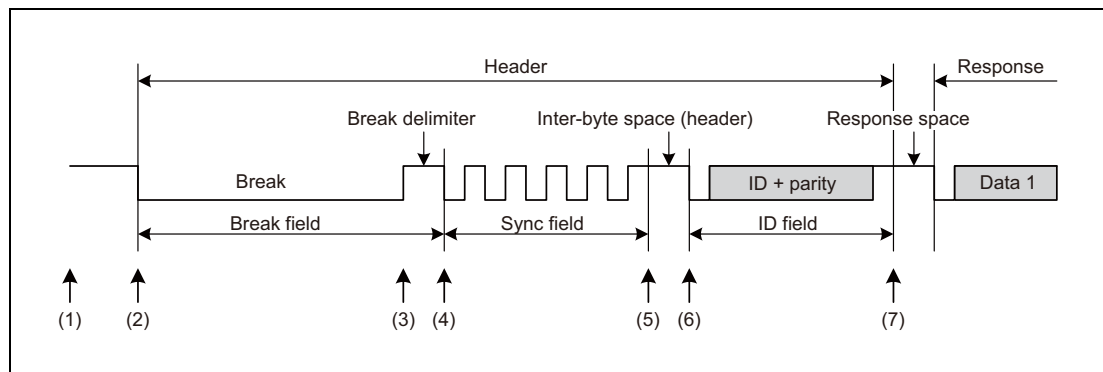 Header
Response
Break delimiter
Inter-byte space (header)
Response space
Break
ID + parity
Data 1
Break field
Sync field
ID field
(1)
(2)
(3)
(4)
(5)
(6)
(7)